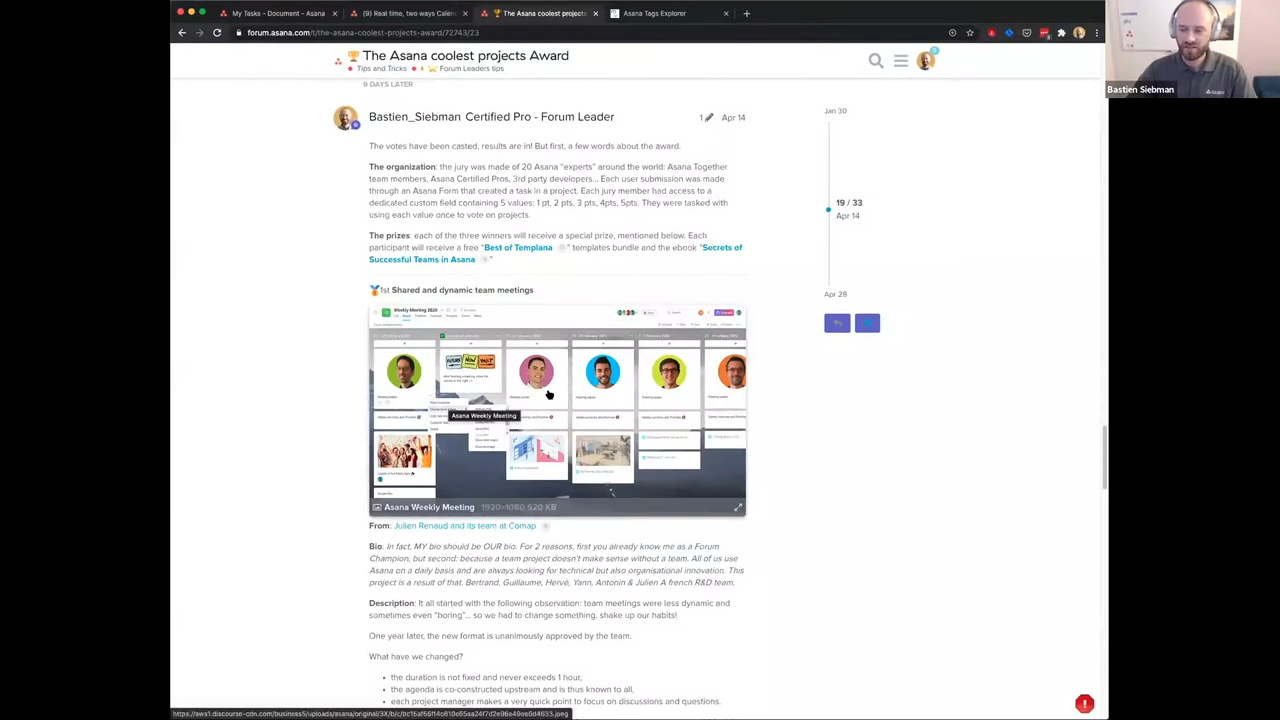 My Tasks - Document - Asana
(9) Real time, two ways Calen
The Asana coolest projects
Asana Tags Explorer
forum.asana.com/t/the-asana-coolest-projects-award/72743/23
Bastien Siebman
The Asana coolest projects Award
Tips and Tricks
Forum Leaders tips
9 DAYS LATER
Bastien_Siebman Certified Pro - Forum Leader
1 Apr 14
Jan 30
19 / 33
Apr 14
Apr 28
The votes have been casted, results are in! But first, a few words about the award.
The organization: the jury was made of 20 Asana “experts” around the world: Asana Together
team members, Asana Certified Pros, 3rd party developers... Each user submission was made
through an Asana Form that created a task in a project. Each jury member had access to a
dedicated custom field containing 5 values: 1 pt, 2 pts, 3 pts, 4pts, 5pts. They were tasked with
using each value once to vote on projects.
The prizes: each of the three winners will receive a special prize, mentioned below. Each
participant will receive a free “Best of Templana ” templates bundle and the ebook “Secrets of
Successful Teams in Asana ”
1st Shared and dynamic team meetings
Weekly Meeting 2020
FUTURE NOW PAST
Asana Weekly Meeting
Asana Weekly Meeting 1920×1080 520 KB
From: Julien Renaud and its team at Comap
Bio: In fact, MY bio should be OUR bio. For 2 reasons, first you already know me as a Forum
Champion, but second: because a team project doesn't make sense without a team. All of us use
Asana on a daily basis and are always looking for technical but also organisational innovation. This
project is a result of that. Bertrand, Guillaume, Hervé, Yann, Antonin & Julien A french R&D team.
Description: It all started with the following observation: team meetings were less dynamic and
sometimes even “boring”... so we had to change something, shake up our habits!
One year later, the new format is unanimously approved by the team.
What have we changed?
• the duration is not fixed and never exceeds 1 hour,
• the agenda is co-constructed upstream and is thus known to all,
• each project manager makes a very quick point to focus on discussions and questions.